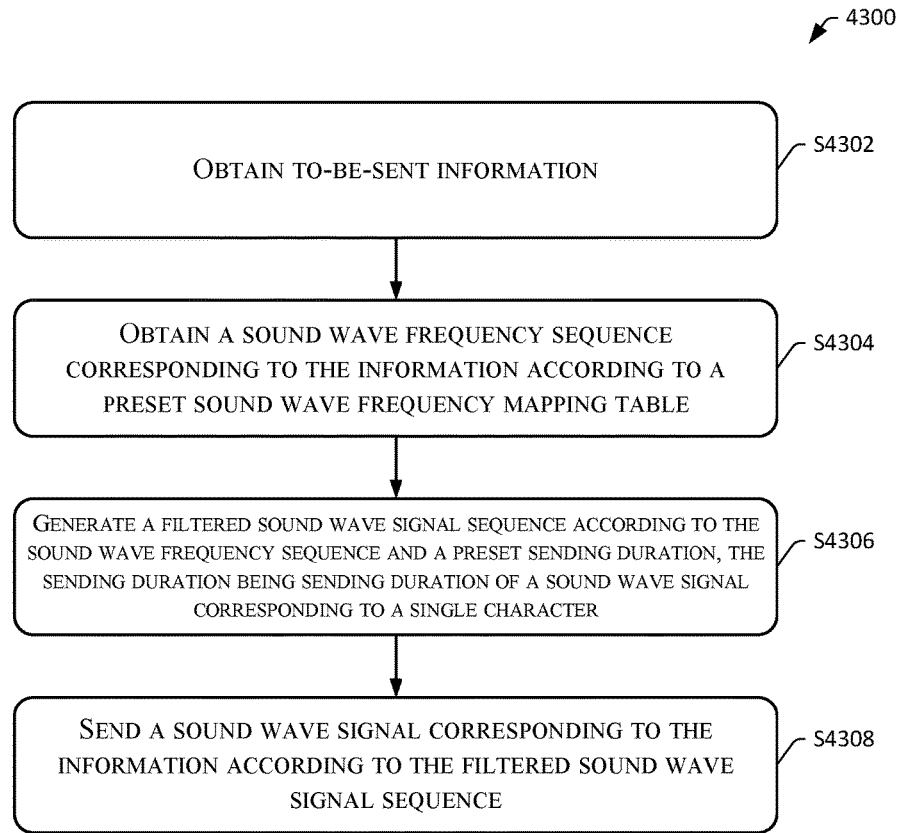 4300
OBTAIN TO-BE-SENT INFORMATION
S4302
OBTAIN A SOUND WAVE FREQUENCY SEQUENCE
CORRESPONDING TO THE INFORMATION ACCORDING TO A
PRESET SOUND WAVE FREQUENCY MAPPING TABLE
S4304
GENERATE A FILTERED SOUND WAVE SIGNAL SEQUENCE ACCORDING TO THE
SOUND WAVE FREQUENCY SEQUENCE AND A PRESET SENDING DURATION, THE
SENDING DURATION BEING SENDING DURATION OF A SOUND WAVE SIGNAL
CORRESPONDING TO A SINGLE CHARACTER
S4306
SEND A SOUND WAVE SIGNAL CORRESPONDING TO THE
INFORMATION ACCORDING TO THE FILTERED SOUND WAVE
SIGNAL SEQUENCE
S4308